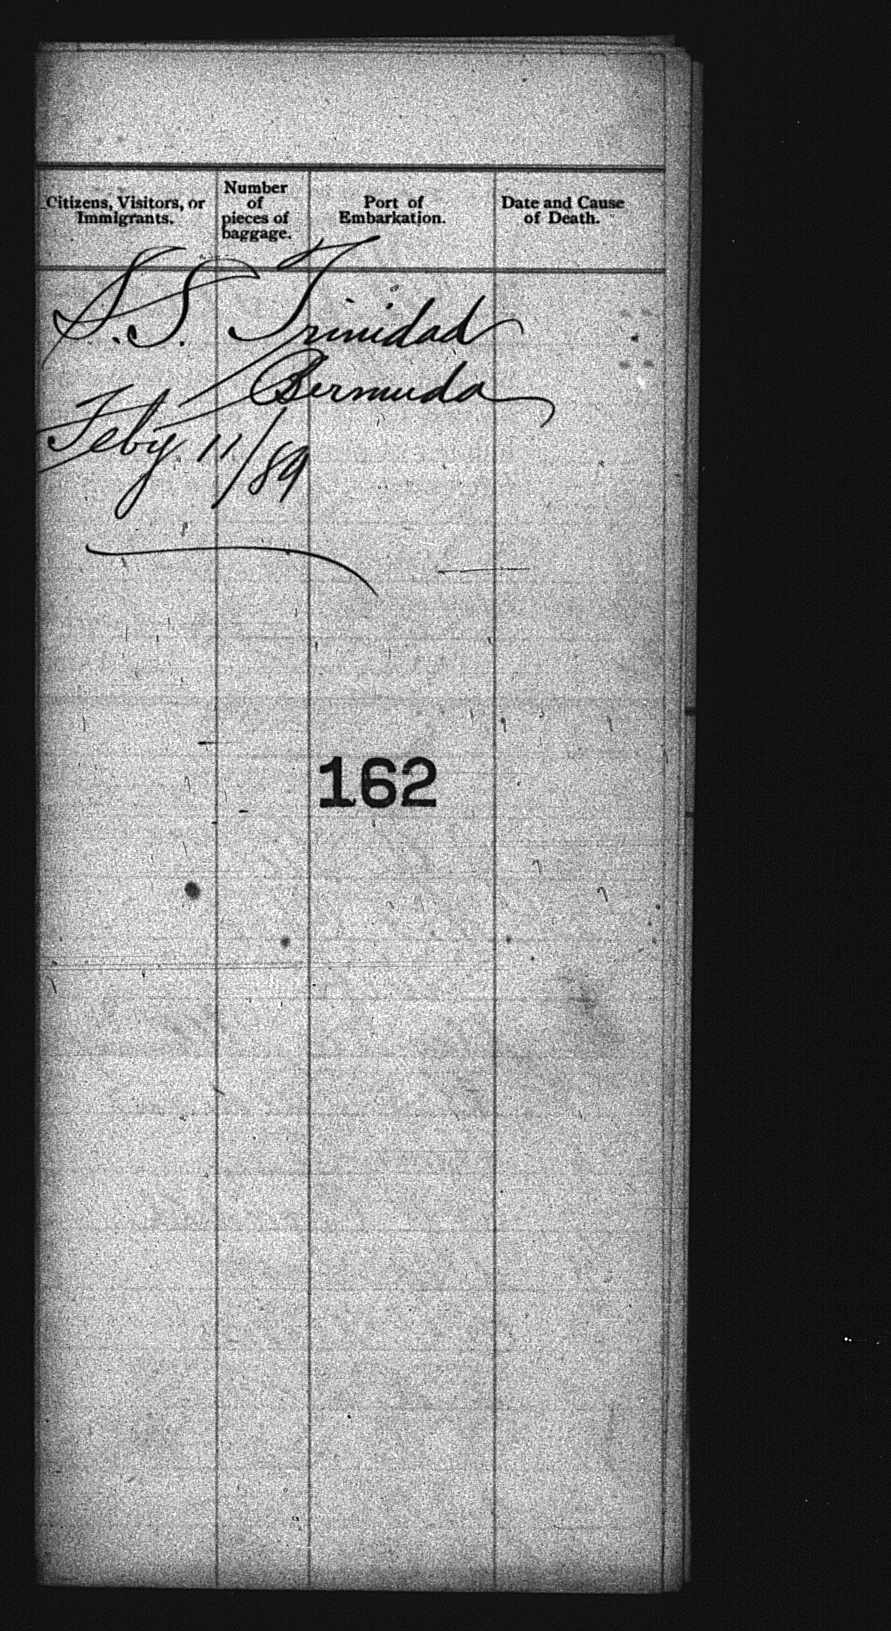 Citizens, Visitors, or Immigrants.
Number of pieces of baggage.
Port of Embarkation.
Date and Cause of Death.
S.S. Trinidad
Bermuda
Feby 11/89
162